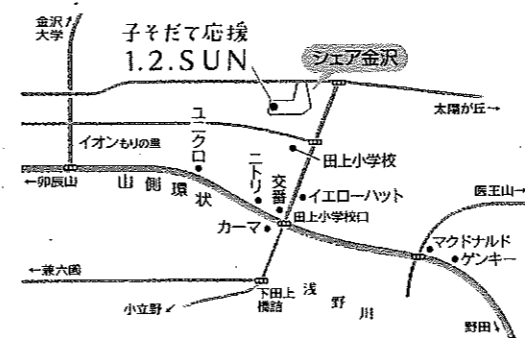 金沢
大学
子そだて応援
1.2.SUN
シェア金沢
太陽が丘→
ユニクロ
イオンもりの里
田上小学校
←卯辰山
山側環状
ニトリ
交番
イエローハット
医王山→
カーマ
田上小学校口
マクドナルド
ゲンキー
←兼六園
小立野↙
下田上
橋詰
浅野川
野田↘